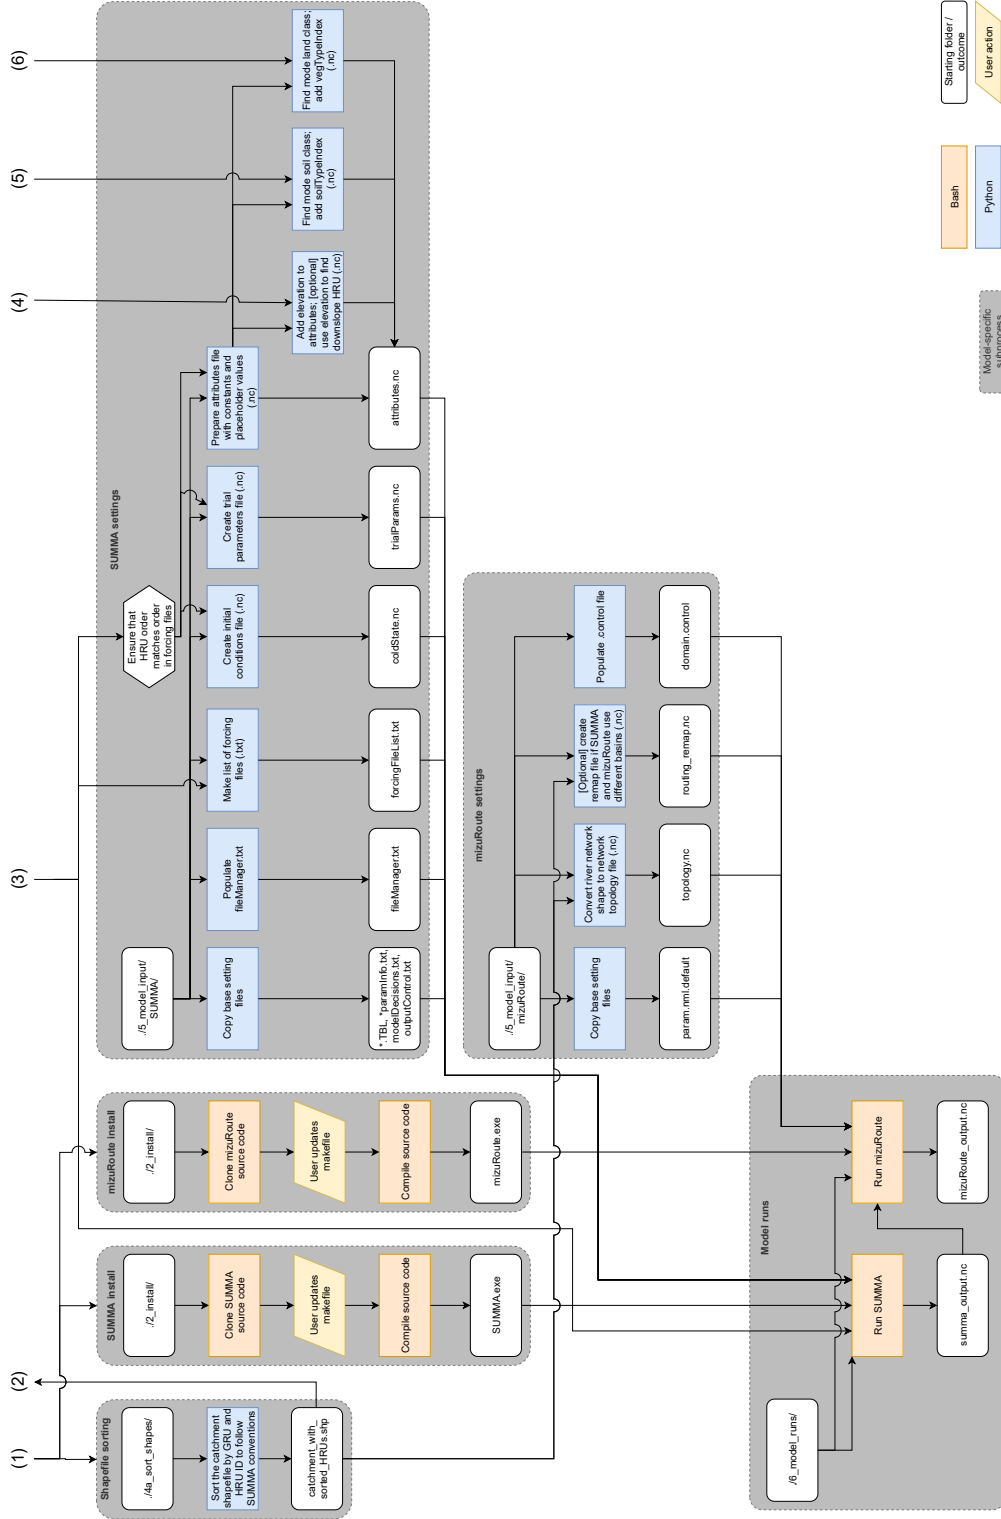 (1)
(2)
(3)
(4)
(5)
(6)
Shapefile sorting
./4a_sort_shapes/
Sort the catchment
shapefile by GRU and
HRU ID to follow
SUMMA conventions
catchment_with_
sorted_HRUs.shp
SUMMA install
./2_install/
Clone SUMMA
source code
User updates
makefile
Compile source code
SUMMA.exe
mizuRoute install
./2_install/
Clone mizuRoute
source code
User updates
makefile
Compile source code
mizuRoute.exe
SUMMA settings
./5_model_input/
SUMMA/
Ensure that
HRU order
matches order
in forcing files
Copy base setting
files
Populate
fileManager.txt
Make list of forcing
files (.txt)
Create initial
conditions file (.nc)
Create trial
parameters file (.nc)
Prepare attributes file
with constants and
placeholder values
(.nc)
Add elevation to
attributes; [optional]
use elevation to find
downslope HRU (.nc)
Find mode soil class;
add soilTypeIndex
(.nc)
Find mode land class;
add vegTypeIndex
(.nc)
*.TBL, *paramInfo.txt,
modelDecisions.txt,
outputControl.txt
fileManager.txt
forcingFileList.txt
coldState.nc
trialParams.nc
attributes.nc
mizuRoute settings
./5_model_input/
mizuRoute/
Copy base setting
files
Convert river network
shape to network
topology file (.nc)
[Optional] create
remap file if SUMMA
and mizuRoute use
different basins (.nc)
Populate .control file
param.nml.default
topology.nc
routing_remap.nc
domain.control
Model runs
./6_model_runs/
Run SUMMA
Run mizuRoute
summa_output.nc
mizuRoute_output.nc
Model-specific
subprocess
Bash
Python
Starting folder /
outcome
User action